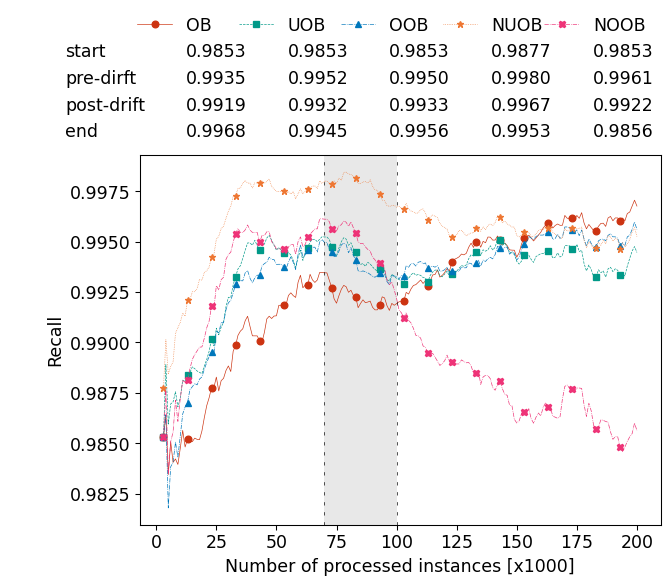 OB UOB OOB NUOB NOOB
start 0.9853 0.9853 0.9853 0.9877 0.9853
pre-dirft 0.9935 0.9952 0.9950 0.9980 0.9961
post-drift 0.9919 0.9932 0.9933 0.9967 0.9922
end 0.9968 0.9945 0.9956 0.9953 0.9856
0.9975
0.9950
0.9925
0.9900
0.9875
0.9850
0.9825
Recall
0 25 50 75 100 125 150 175 200
Number of processed instances [x1000]